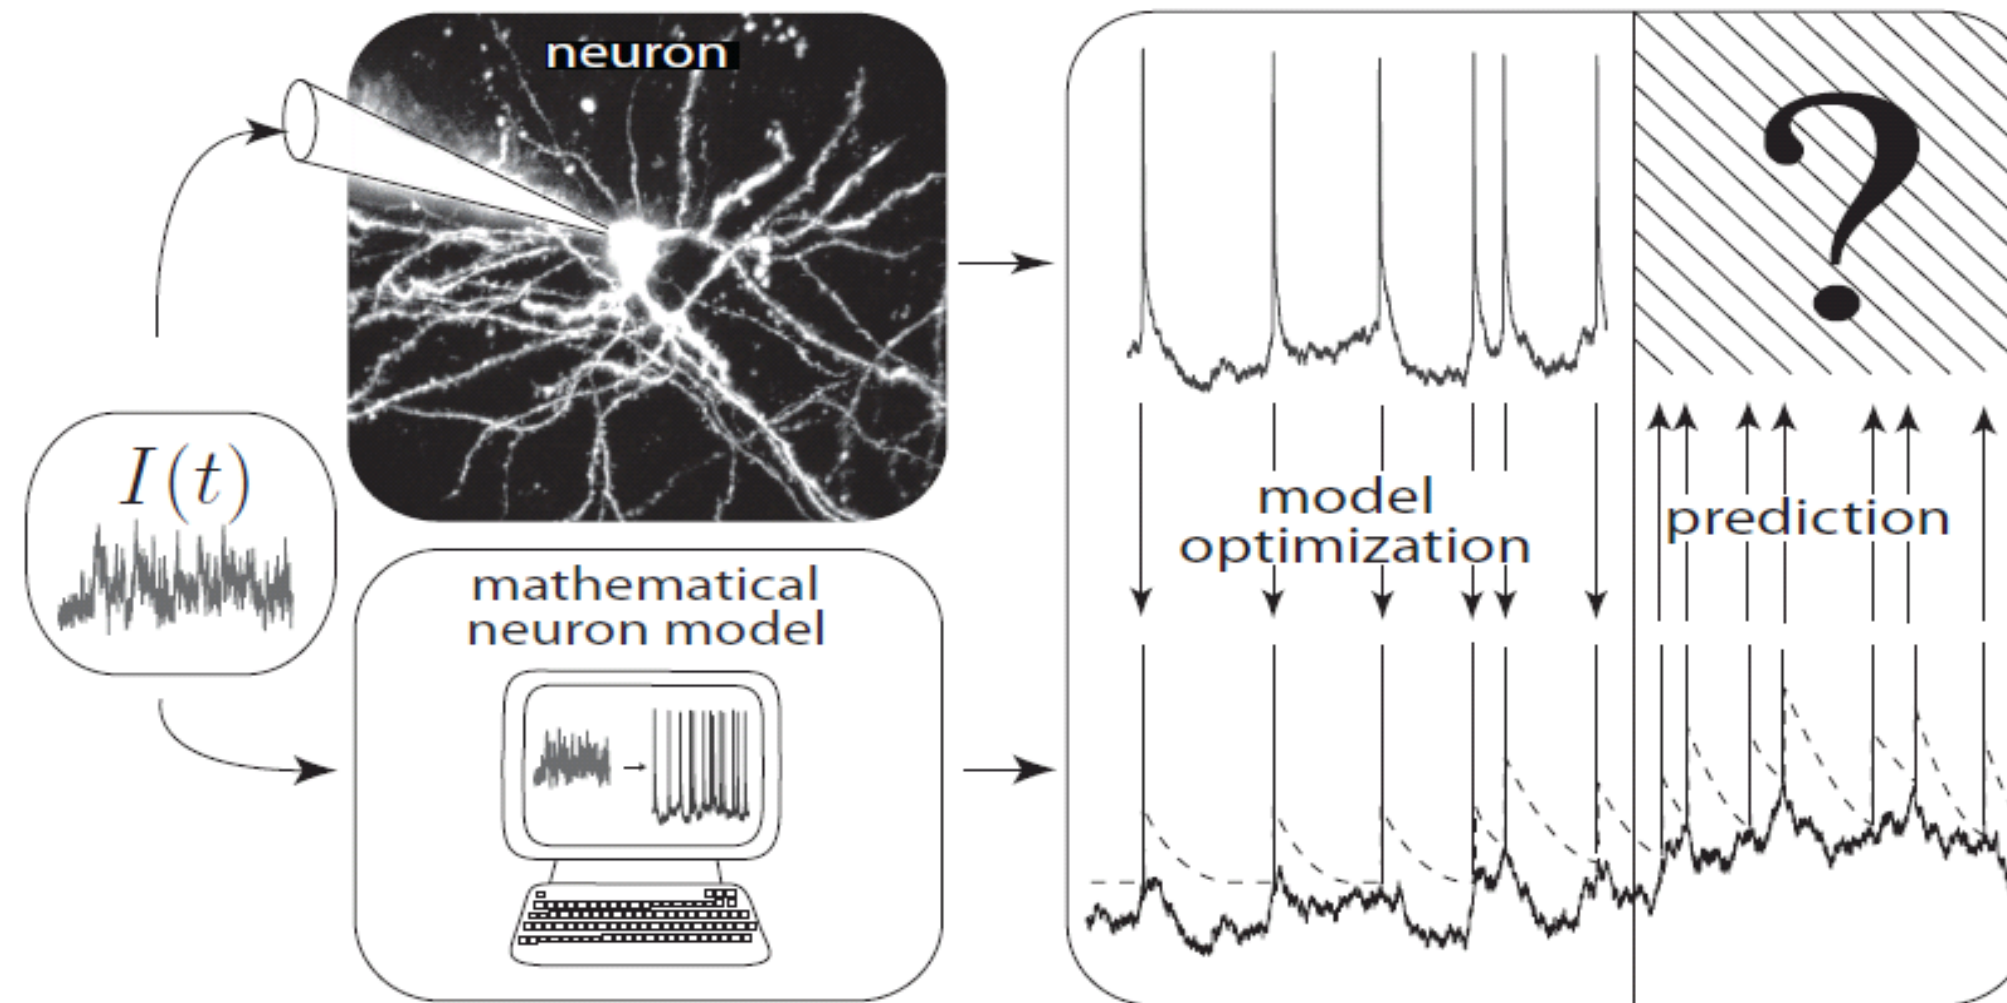 neuron
I(t)
mathematical
neuron model
model
optimization
prediction
?